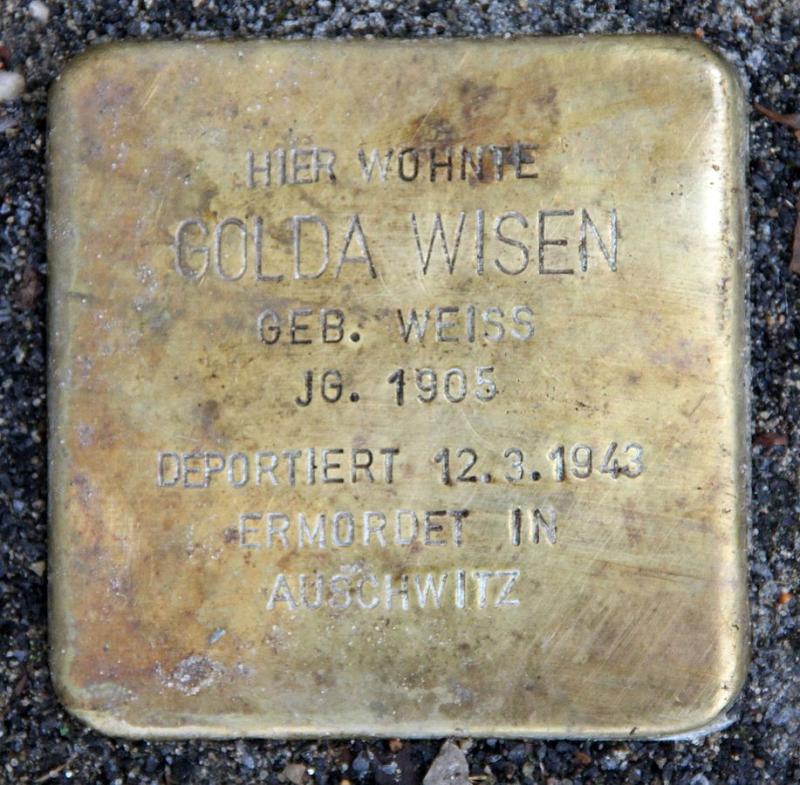 HIER WOHNTE
GOLDA WISEN
GEB. WEISS
JG. 1905
DEPORTIERT 12.3.1943
ERMORDET IN
AUSCHWITZ